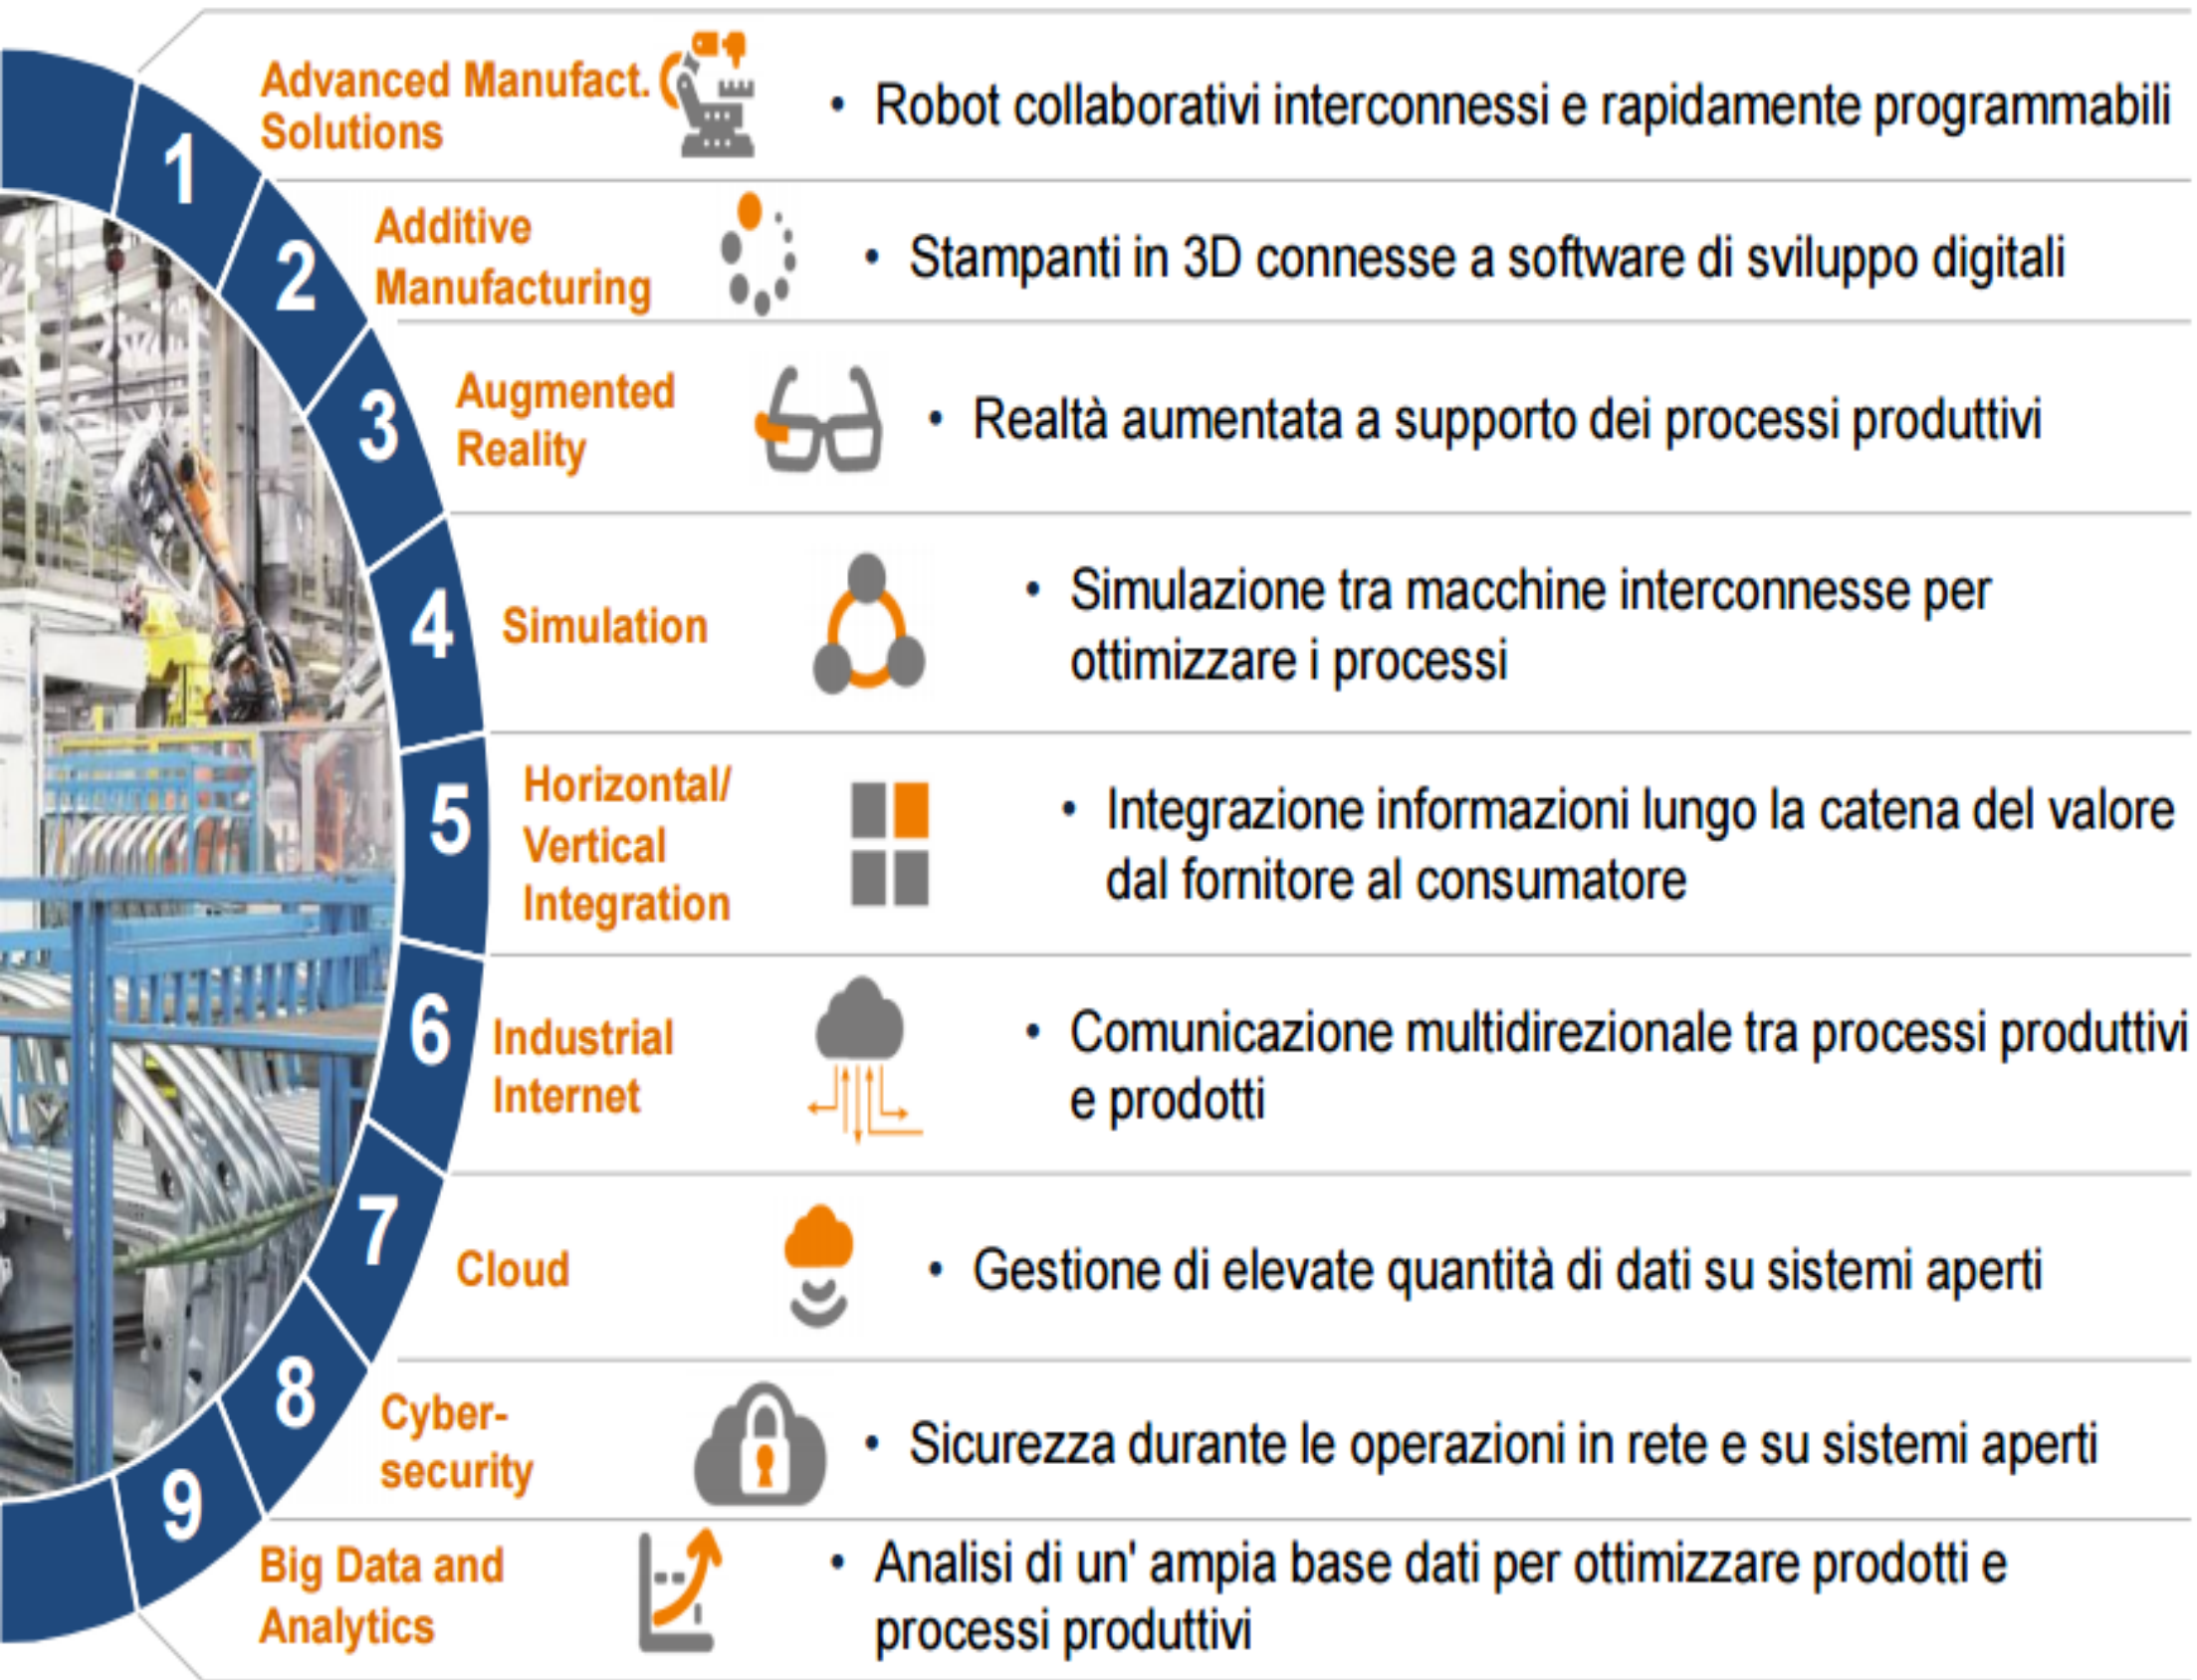 1
Advanced Manufact.
Solutions
• Robot collaborativi interconnessi e rapidamente programmabili
2
Additive
Manufacturing
• Stampanti in 3D connesse a software di sviluppo digitali
3
Augmented
Reality
• Realtà aumentata a supporto dei processi produttivi
4
Simulation
• Simulazione tra macchine interconnesse per
ottimizzare i processi
5
Horizontal/
Vertical
Integration
• Integrazione informazioni lungo la catena del valore
dal fornitore al consumatore
6
Industrial
Internet
• Comunicazione multidirezionale tra processi produttivi
e prodotti
7
Cloud
• Gestione di elevate quantità di dati su sistemi aperti
8
Cyber-
security
• Sicurezza durante le operazioni in rete e su sistemi aperti
9
Big Data and
Analytics
• Analisi di un' ampia base dati per ottimizzare prodotti e
processi produttivi